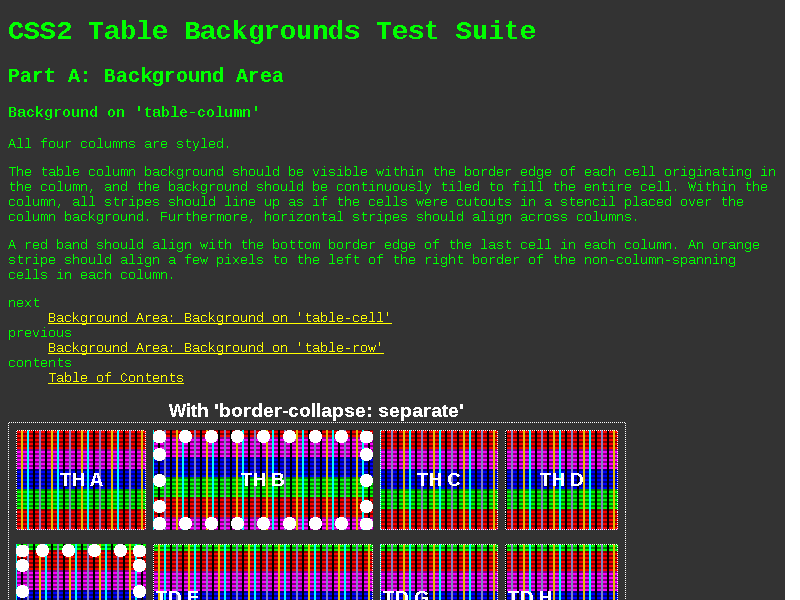 CSS2 Table Backgrounds Test Suite
Part A: Background Area
Background on 'table-column'
All four columns are styled.
The table column background should be visible within the border edge of each cell originating in
the column, and the background should be continuously tiled to fill the entire cell. Within the
column, all stripes should line up as if the cells were cutouts in a stencil placed over the
column background. Furthermore, horizontal stripes should align across columns.
A red band should align with the bottom border edge of the last cell in each column. An orange
stripe should align a few pixels to the left of the right border of the non-column-spanning
cells in each column.
next
Background Area: Background on 'table-cell'
previous
Background Area: Background on 'table-row'
contents
Table of Contents
With 'border-collapse: separate'
TH A TH B TH C TH D
TD F TD G TD H